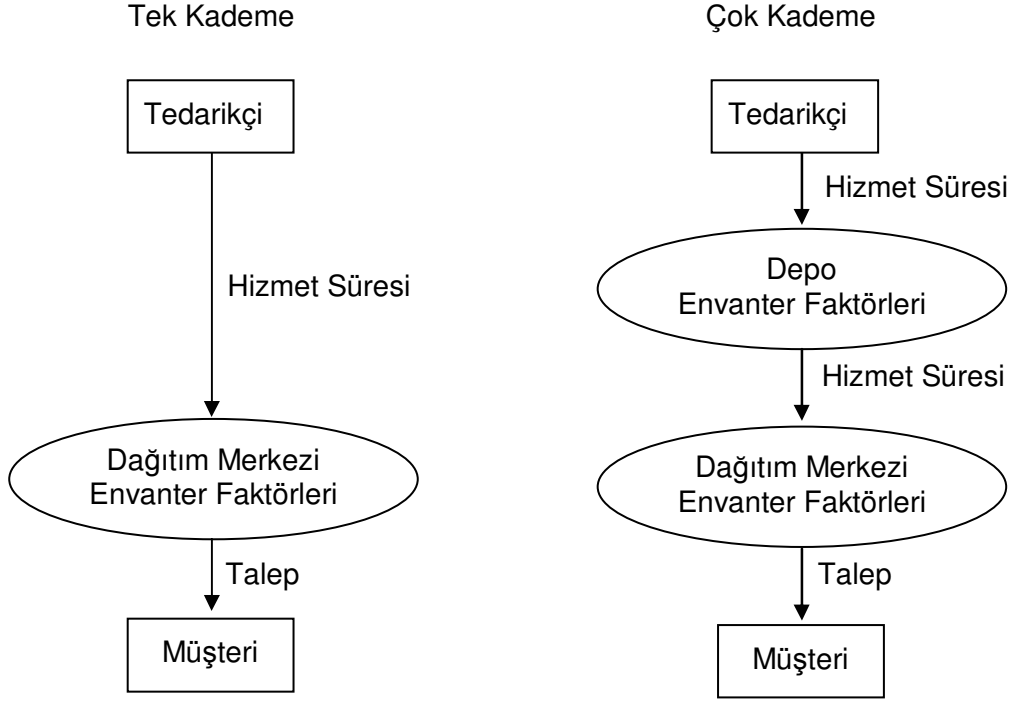 Tek Kademe
Tedarikçi
Hizmet Süresi
Dağıtım Merkezi
Envanter Faktörleri
Talep
Müşteri
Çok Kademe
Tedarikçi
Hizmet Süresi
Depo
Envanter Faktörleri
Hizmet Süresi
Dağıtım Merkezi
Envanter Faktörleri
Talep
Müşteri